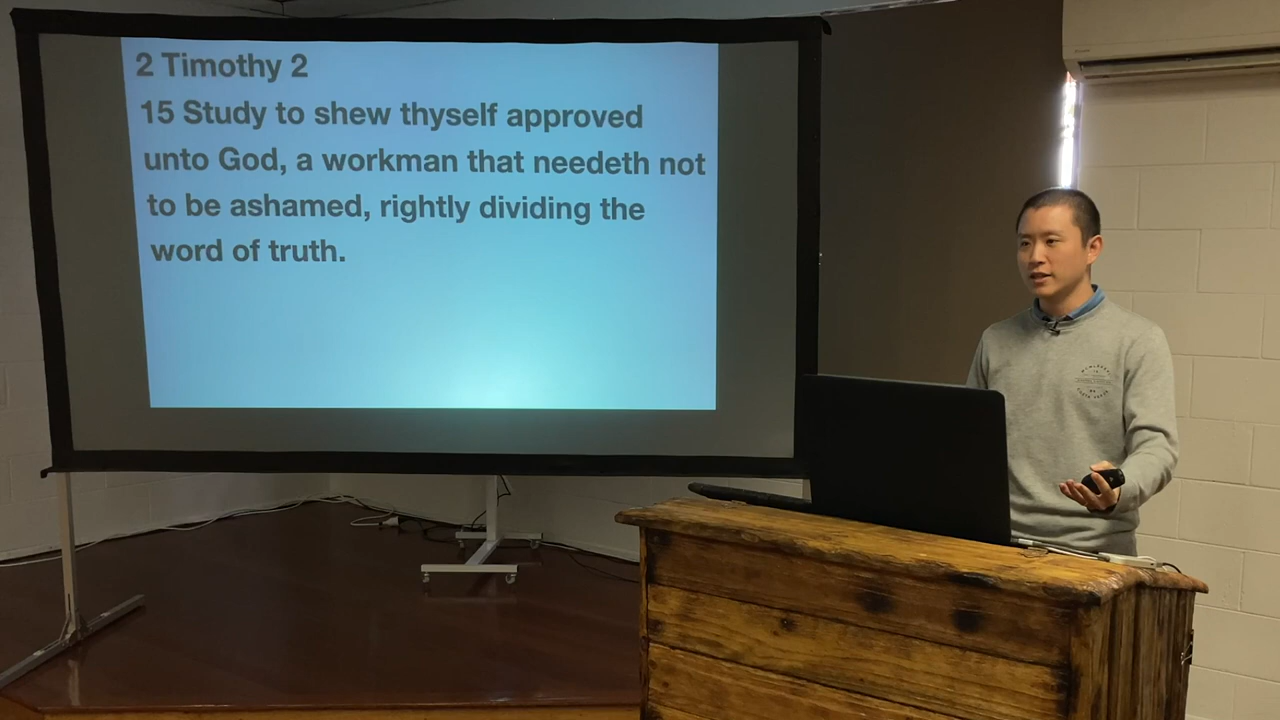 2 Timothy 2
15 Study to shew thyself approved
unto God, a workman that needeth not
to be ashamed, rightly dividing the
word of truth.